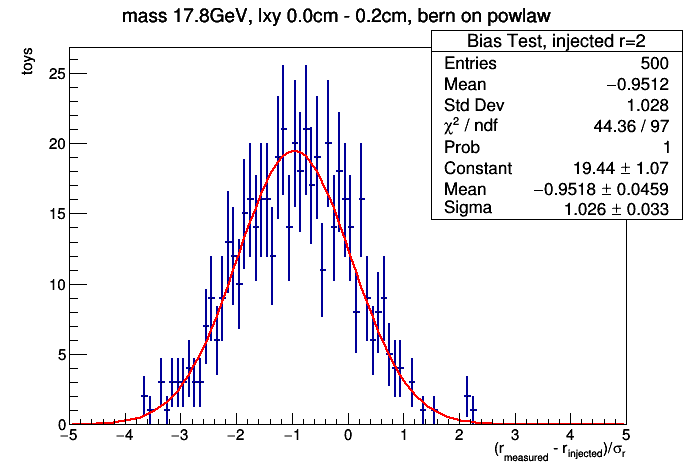 mass 17.8GeV, lxy 0.0cm - 0.2cm, bern on powlaw
Bias Test, injected r=2
Entries 500
Mean −0.9512
Std Dev 1.028
χ² / ndf 44.36 / 97
Prob 1
Constant 19.44 ± 1.07
Mean −0.9518 ± 0.0459
Sigma 1.026 ± 0.033
toys
25
20
15
10
5
0
−5 −4 −3 −2 −1 0 1 2 3 4 5
(r_measured - r_injected)/σ_r